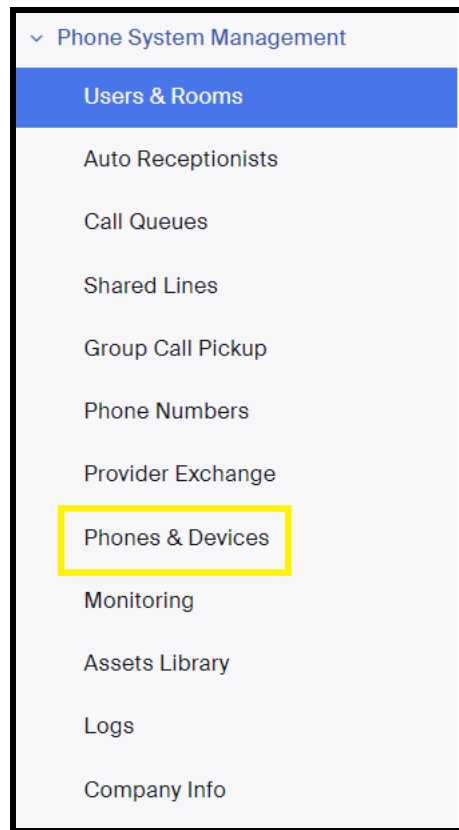 Phone System Management
Users & Rooms
Auto Receptionists
Call Queues
Shared Lines
Group Call Pickup
Phone Numbers
Provider Exchange
Phones & Devices
Monitoring
Assets Library
Logs
Company Info